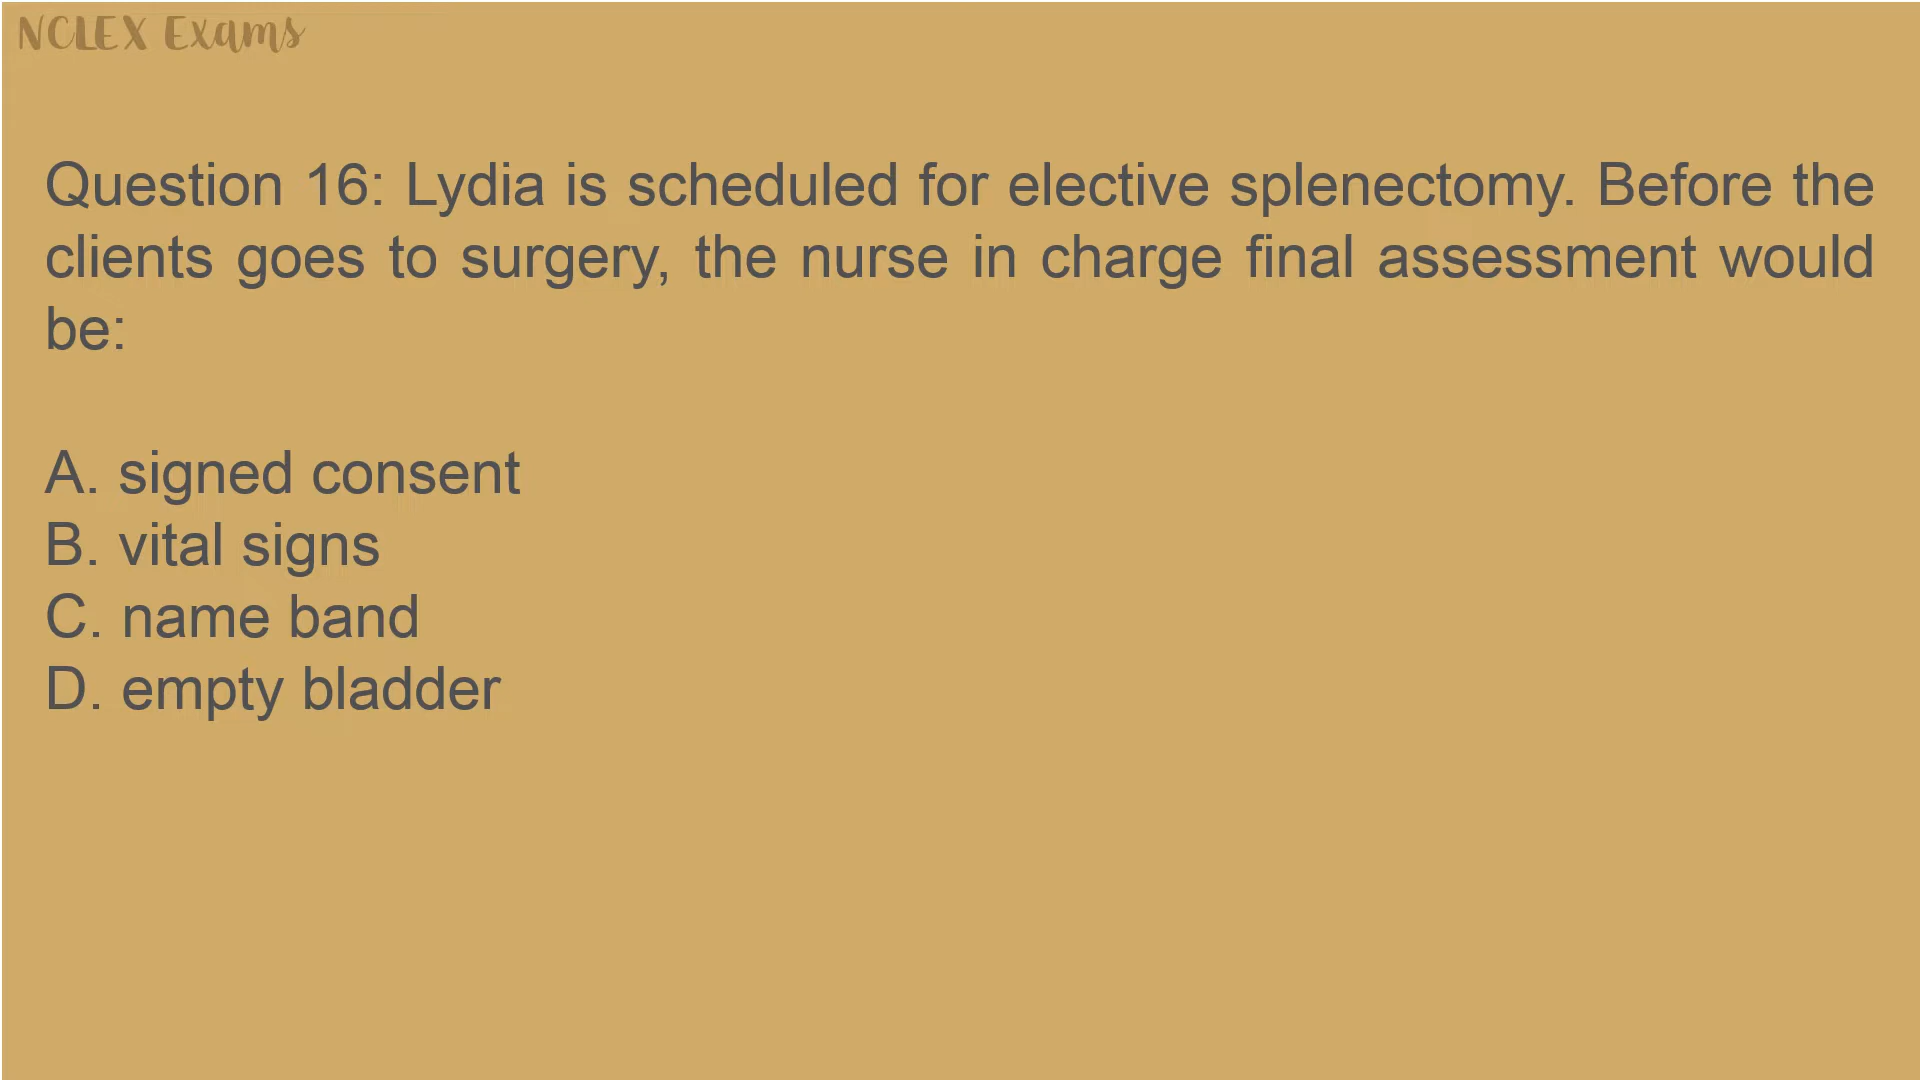 NCLEX Exams
Question 16: Lydia is scheduled for elective splenectomy. Before the
clients goes to surgery, the nurse in charge final assessment would
be:
A. signed consent
B. vital signs
C. name band
D. empty bladder